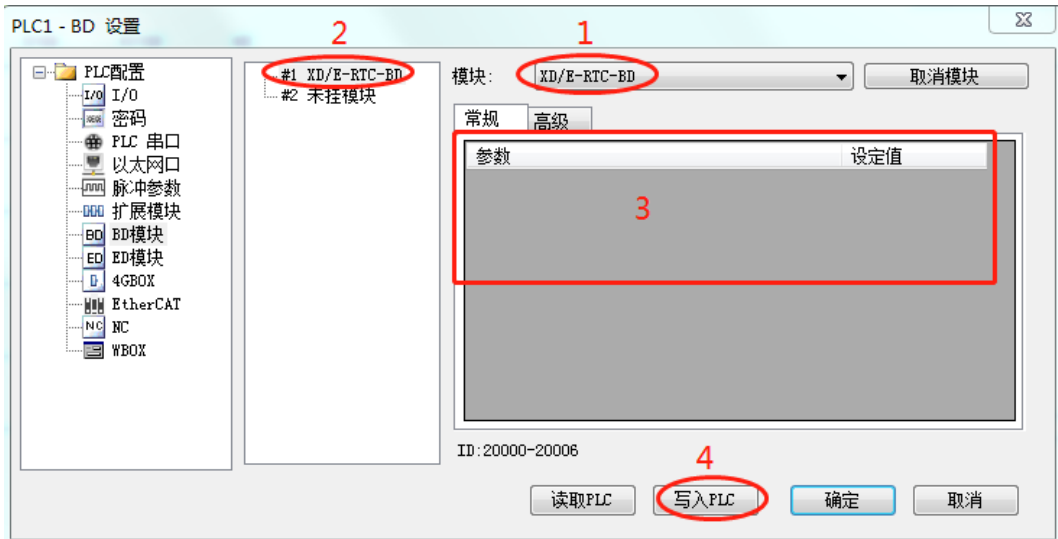 PLC1 - BD 设置
PLC配置
I/O I/O
密码
PLC 串口
以太网口
脉冲参数
扩展模块
BD BD模块
ED ED模块
4GBOX
EtherCAT
NC NC
WBOX
2
#1 XD/E-RTC-BD
#2 未挂模块
1
模块: XD/E-RTC-BD 取消模块
常规 高级
参数 设定值
3
ID:20000-20006
4
读取PLC 写入PLC 确定 取消